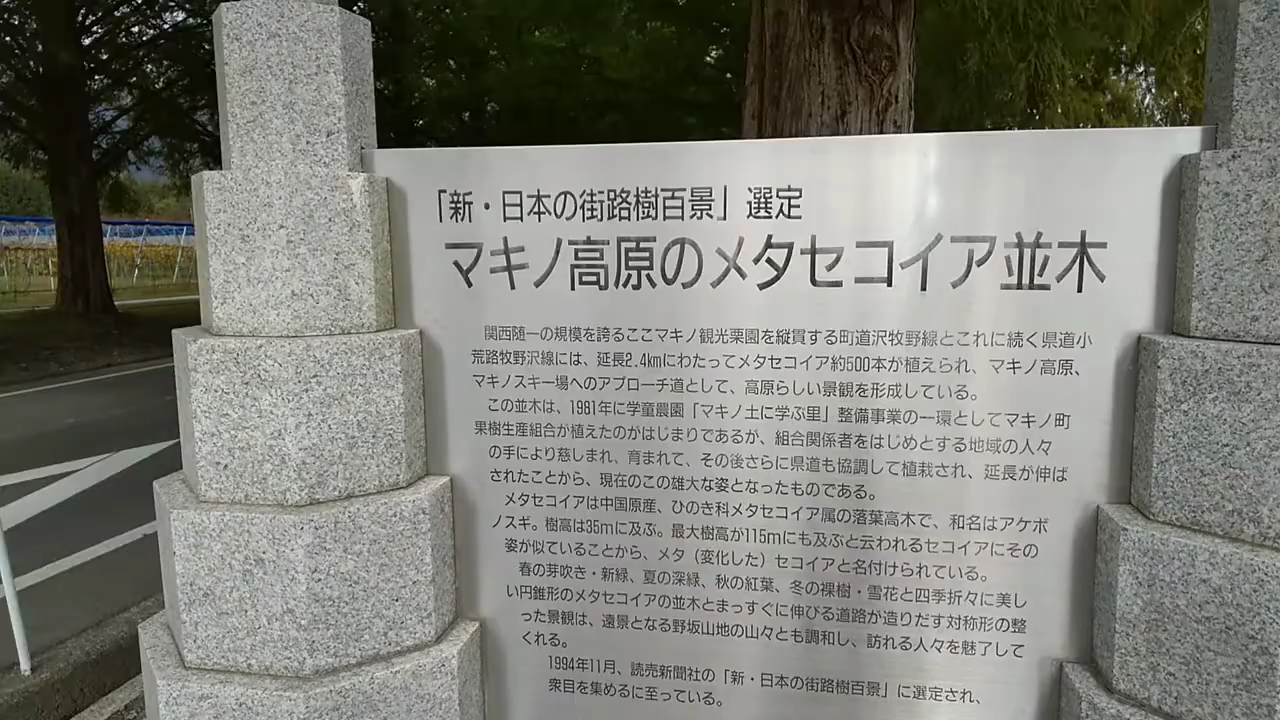 「新・日本の街路樹百景」選定
マキノ高原のメタセコイア並木
関西随一の規模を誇るここマキノ観光栗園を縦貫する町道沢牧野線とこれに続く県道小
荒路牧野沢線には、延長2.4kmにわたってメタセコイア約500本が植えられ、マキノ高原、
マキノスキー場へのアプローチ道として、高原らしい景観を形成している。
この並木は、1981年に学童農園「マキノ土に学ぶ里」整備事業の一環としてマキノ町
果樹生産組合が植えたのがはじまりであるが、組合関係者をはじめとする地域の人々
の手により慈しまれ、育まれて、その後さらに県道も協調して植栽され、延長が伸ば
されたことから、現在のこの雄大な姿となったものである。
メタセコイアは中国原産、ひのき科メタセコイア属の落葉高木で、和名はアケボ
ノスギ。樹高は35mに及ぶ。最大樹高が115mにも及ぶと云われるセコイアにその
姿が似ていることから、メタ（変化した）セコイアと名付けられている。
春の芽吹き・新緑、夏の深緑、秋の紅葉、冬の裸樹・雪花と四季折々に美し
い円錐形のメタセコイアの並木とまっすぐに伸びる道路が造りだす対称形の整
った景観は、遠景となる野坂山地の山々とも調和し、訪れる人々を魅了して
くれる。
1994年11月、読売新聞社の「新・日本の街路樹百景」に選定され、
衆目を集めるに至っている。